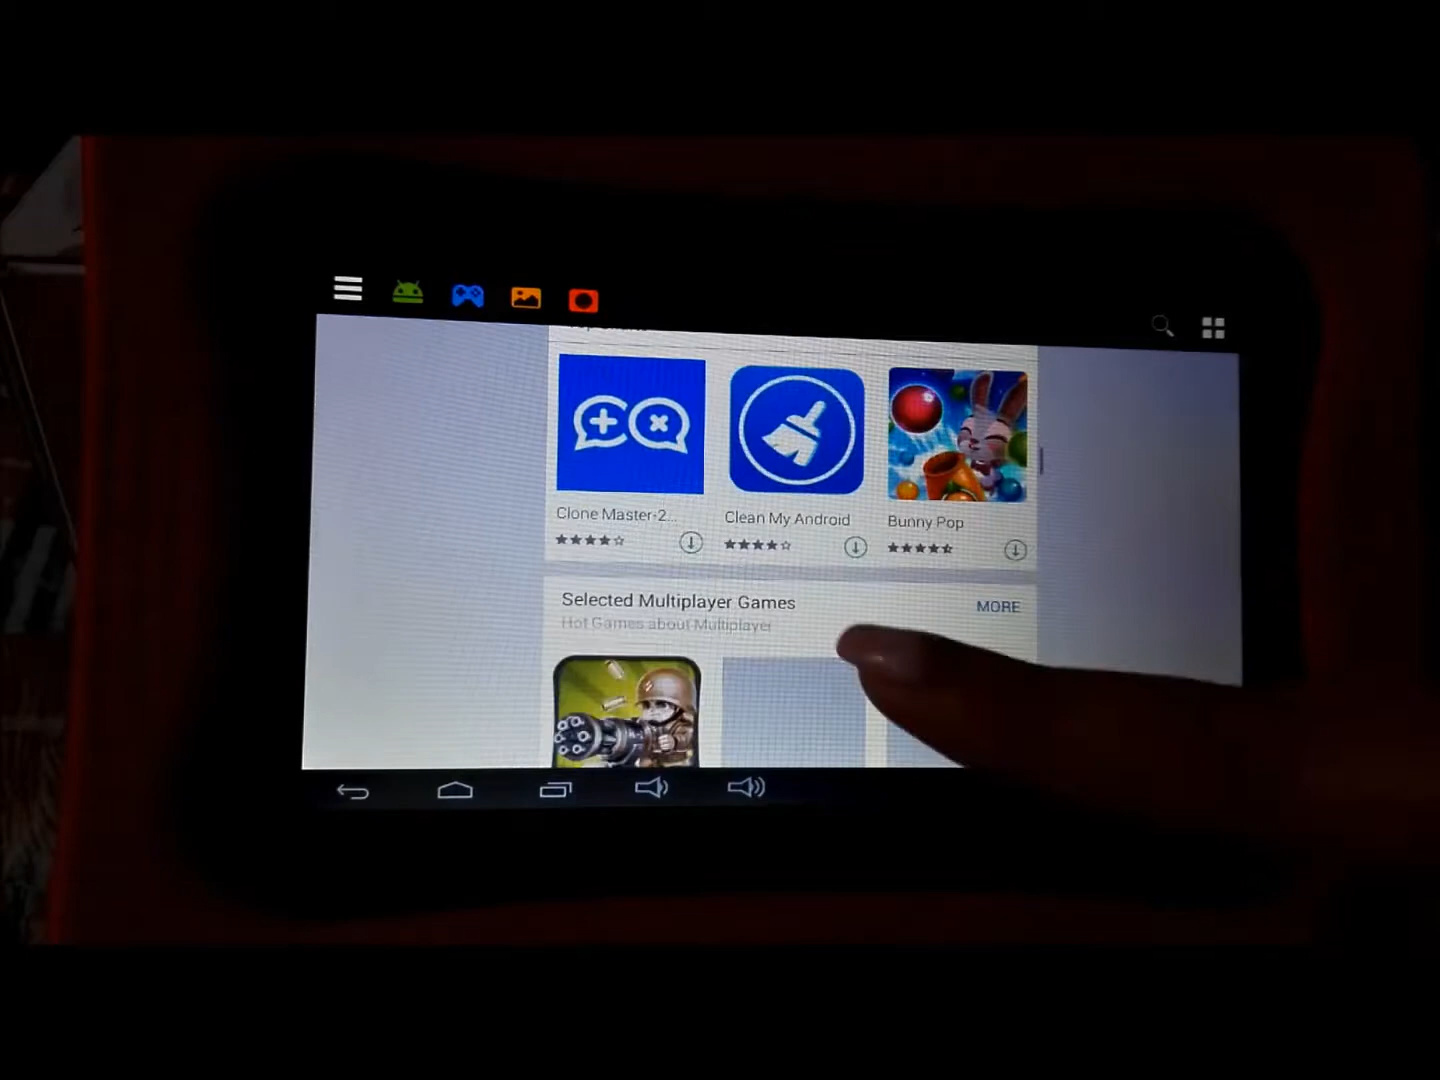 Clone Master-2...
Clean My Android
Bunny Pop
Selected Multiplayer Games
MORE
Hot Games about Multiplayer